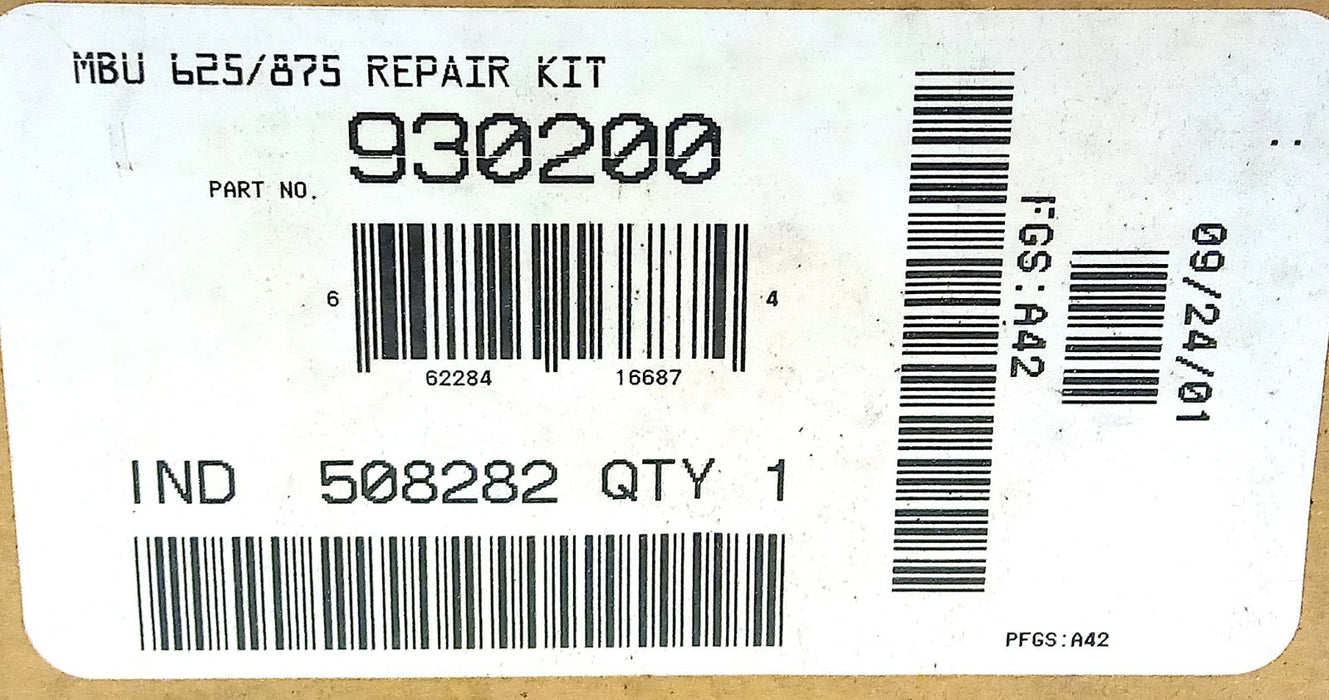 MBU 625/875 REPAIR KIT
930200
PART NO.
6 62284 16687 4
IND 508282 QTY 1
FGS:A42
09/24/01
PFGS:A42